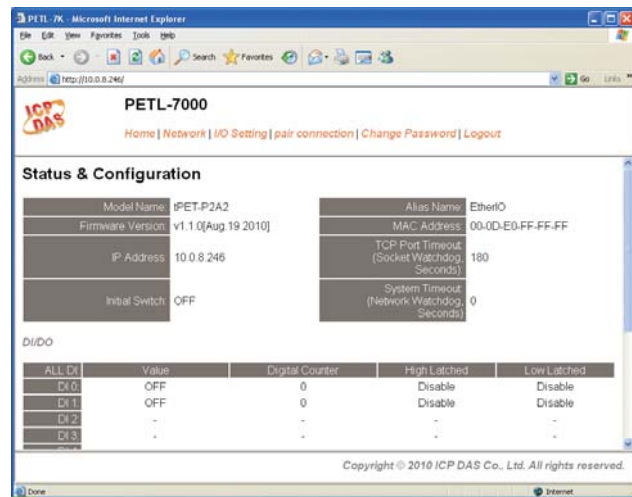 PETL-7K - Microsoft Internet Explorer
File Edit View Favorites Tools Help
Back Search Favorites
Address http://10.0.8.246/ Go Links
ICP DAS
PETL-7000
Home | Network | I/O Setting | pair connection | Change Password | Logout
Status & Configuration
Model Name: tPET-P2A2 Alias Name: EtherIO
Firmware Version: v1.1.0[Aug.19 2010] MAC Address: 00-0D-E0-FF-FF-FF
IP Address: 10.0.8.246 TCP Port Timeout (Socket Watchdog, Seconds) 180
Initial Switch: OFF System Timeout (Network Watchdog, Seconds) 0
DI/DO
ALL DI Value Digital Counter High Latched Low Latched
DI 0: OFF 0 Disable Disable
DI 1: OFF 0 Disable Disable
DI 2: - - - -
DI 3: - - - -
Copyright © 2010 ICP DAS Co., Ltd. All rights reserved.
Done Internet